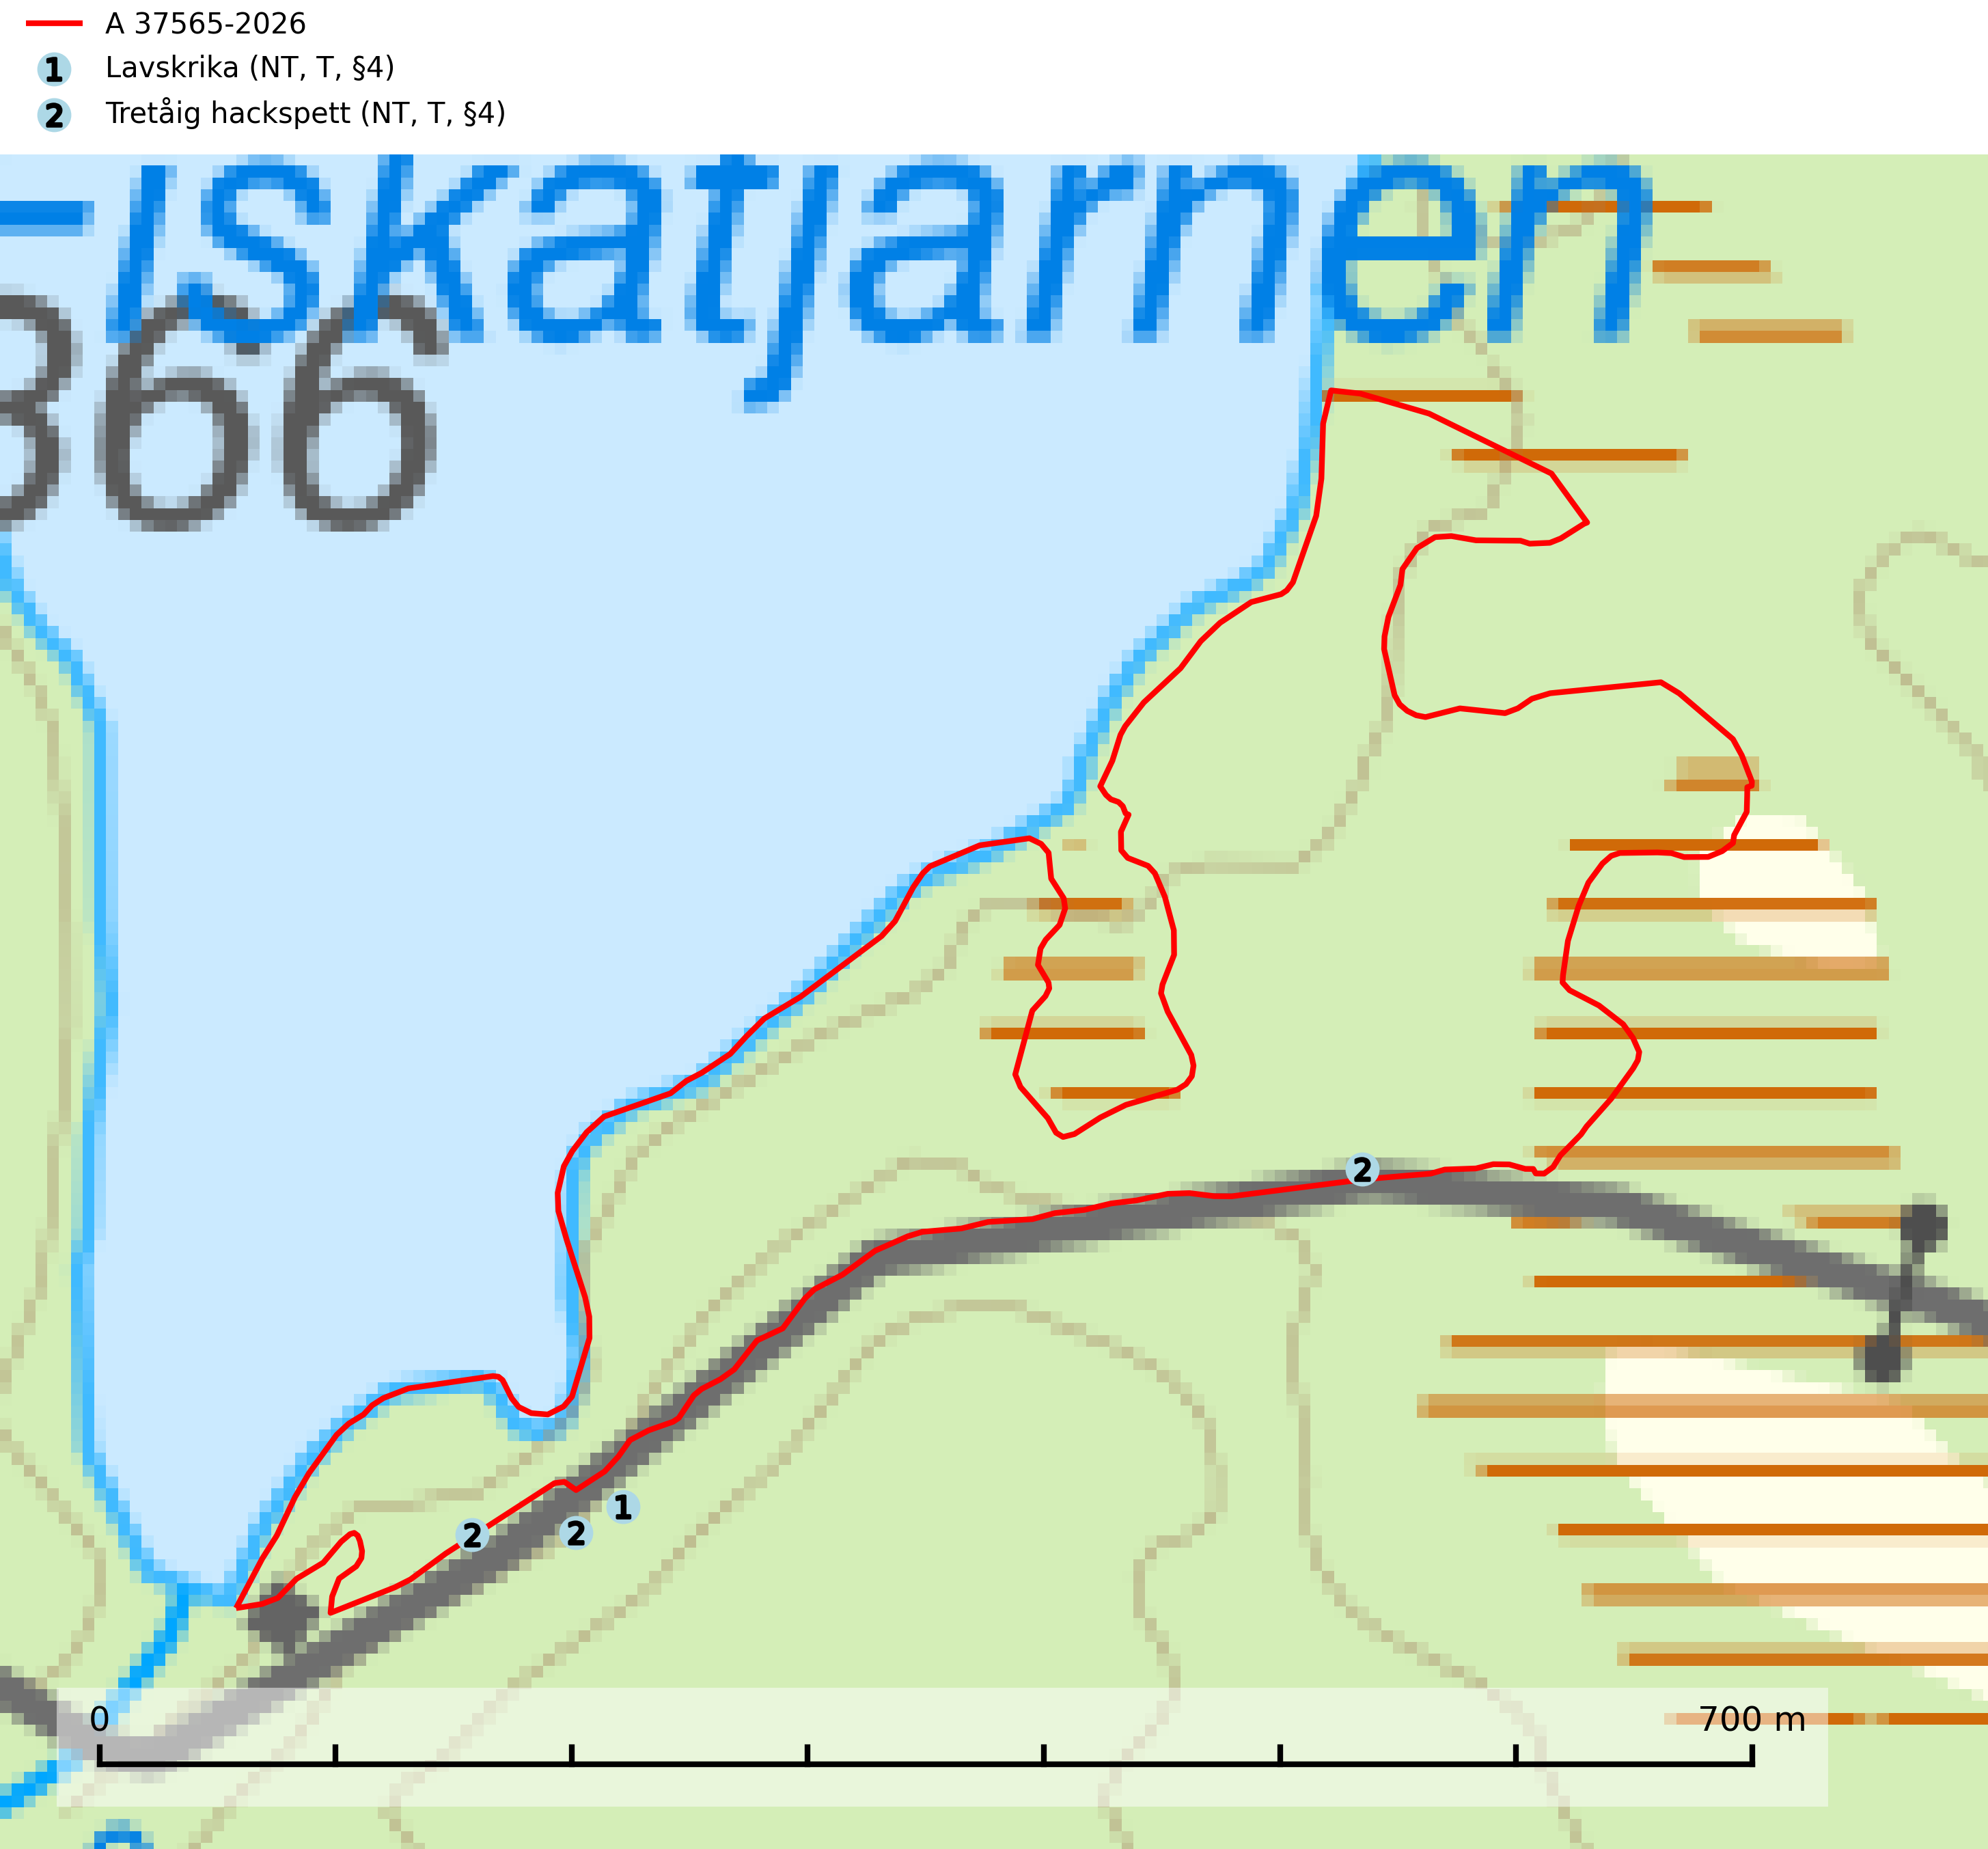 A 37565-2026
1 Lavskrika (NT, T, §4)
2 Tretåig hackspett (NT, T, §4)
-Iskatjärnen
366
2
1
2
2
0 700 m